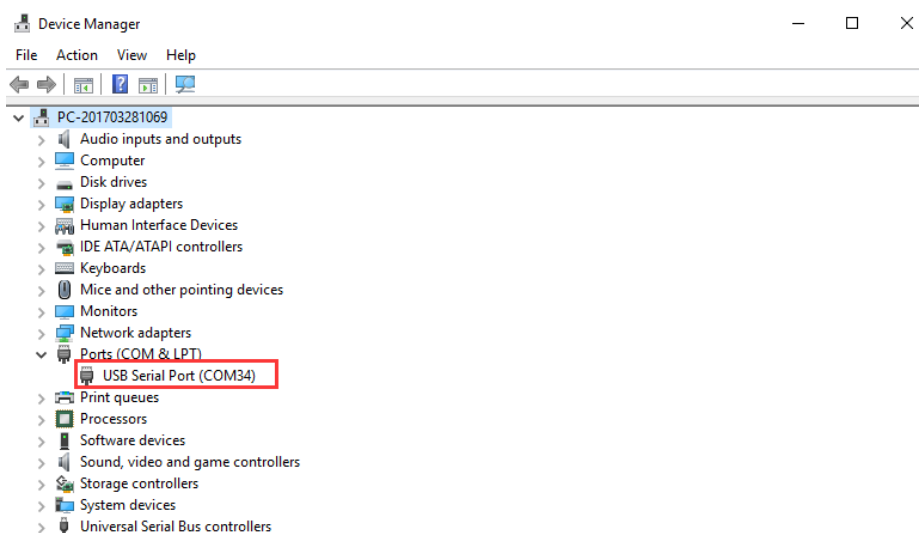 Device Manager
File Action View Help
PC-201703281069
Audio inputs and outputs
Computer
Disk drives
Display adapters
Human Interface Devices
IDE ATA/ATAPI controllers
Keyboards
Mice and other pointing devices
Monitors
Network adapters
Ports (COM & LPT)
USB Serial Port (COM34)
Print queues
Processors
Software devices
Sound, video and game controllers
Storage controllers
System devices
Universal Serial Bus controllers